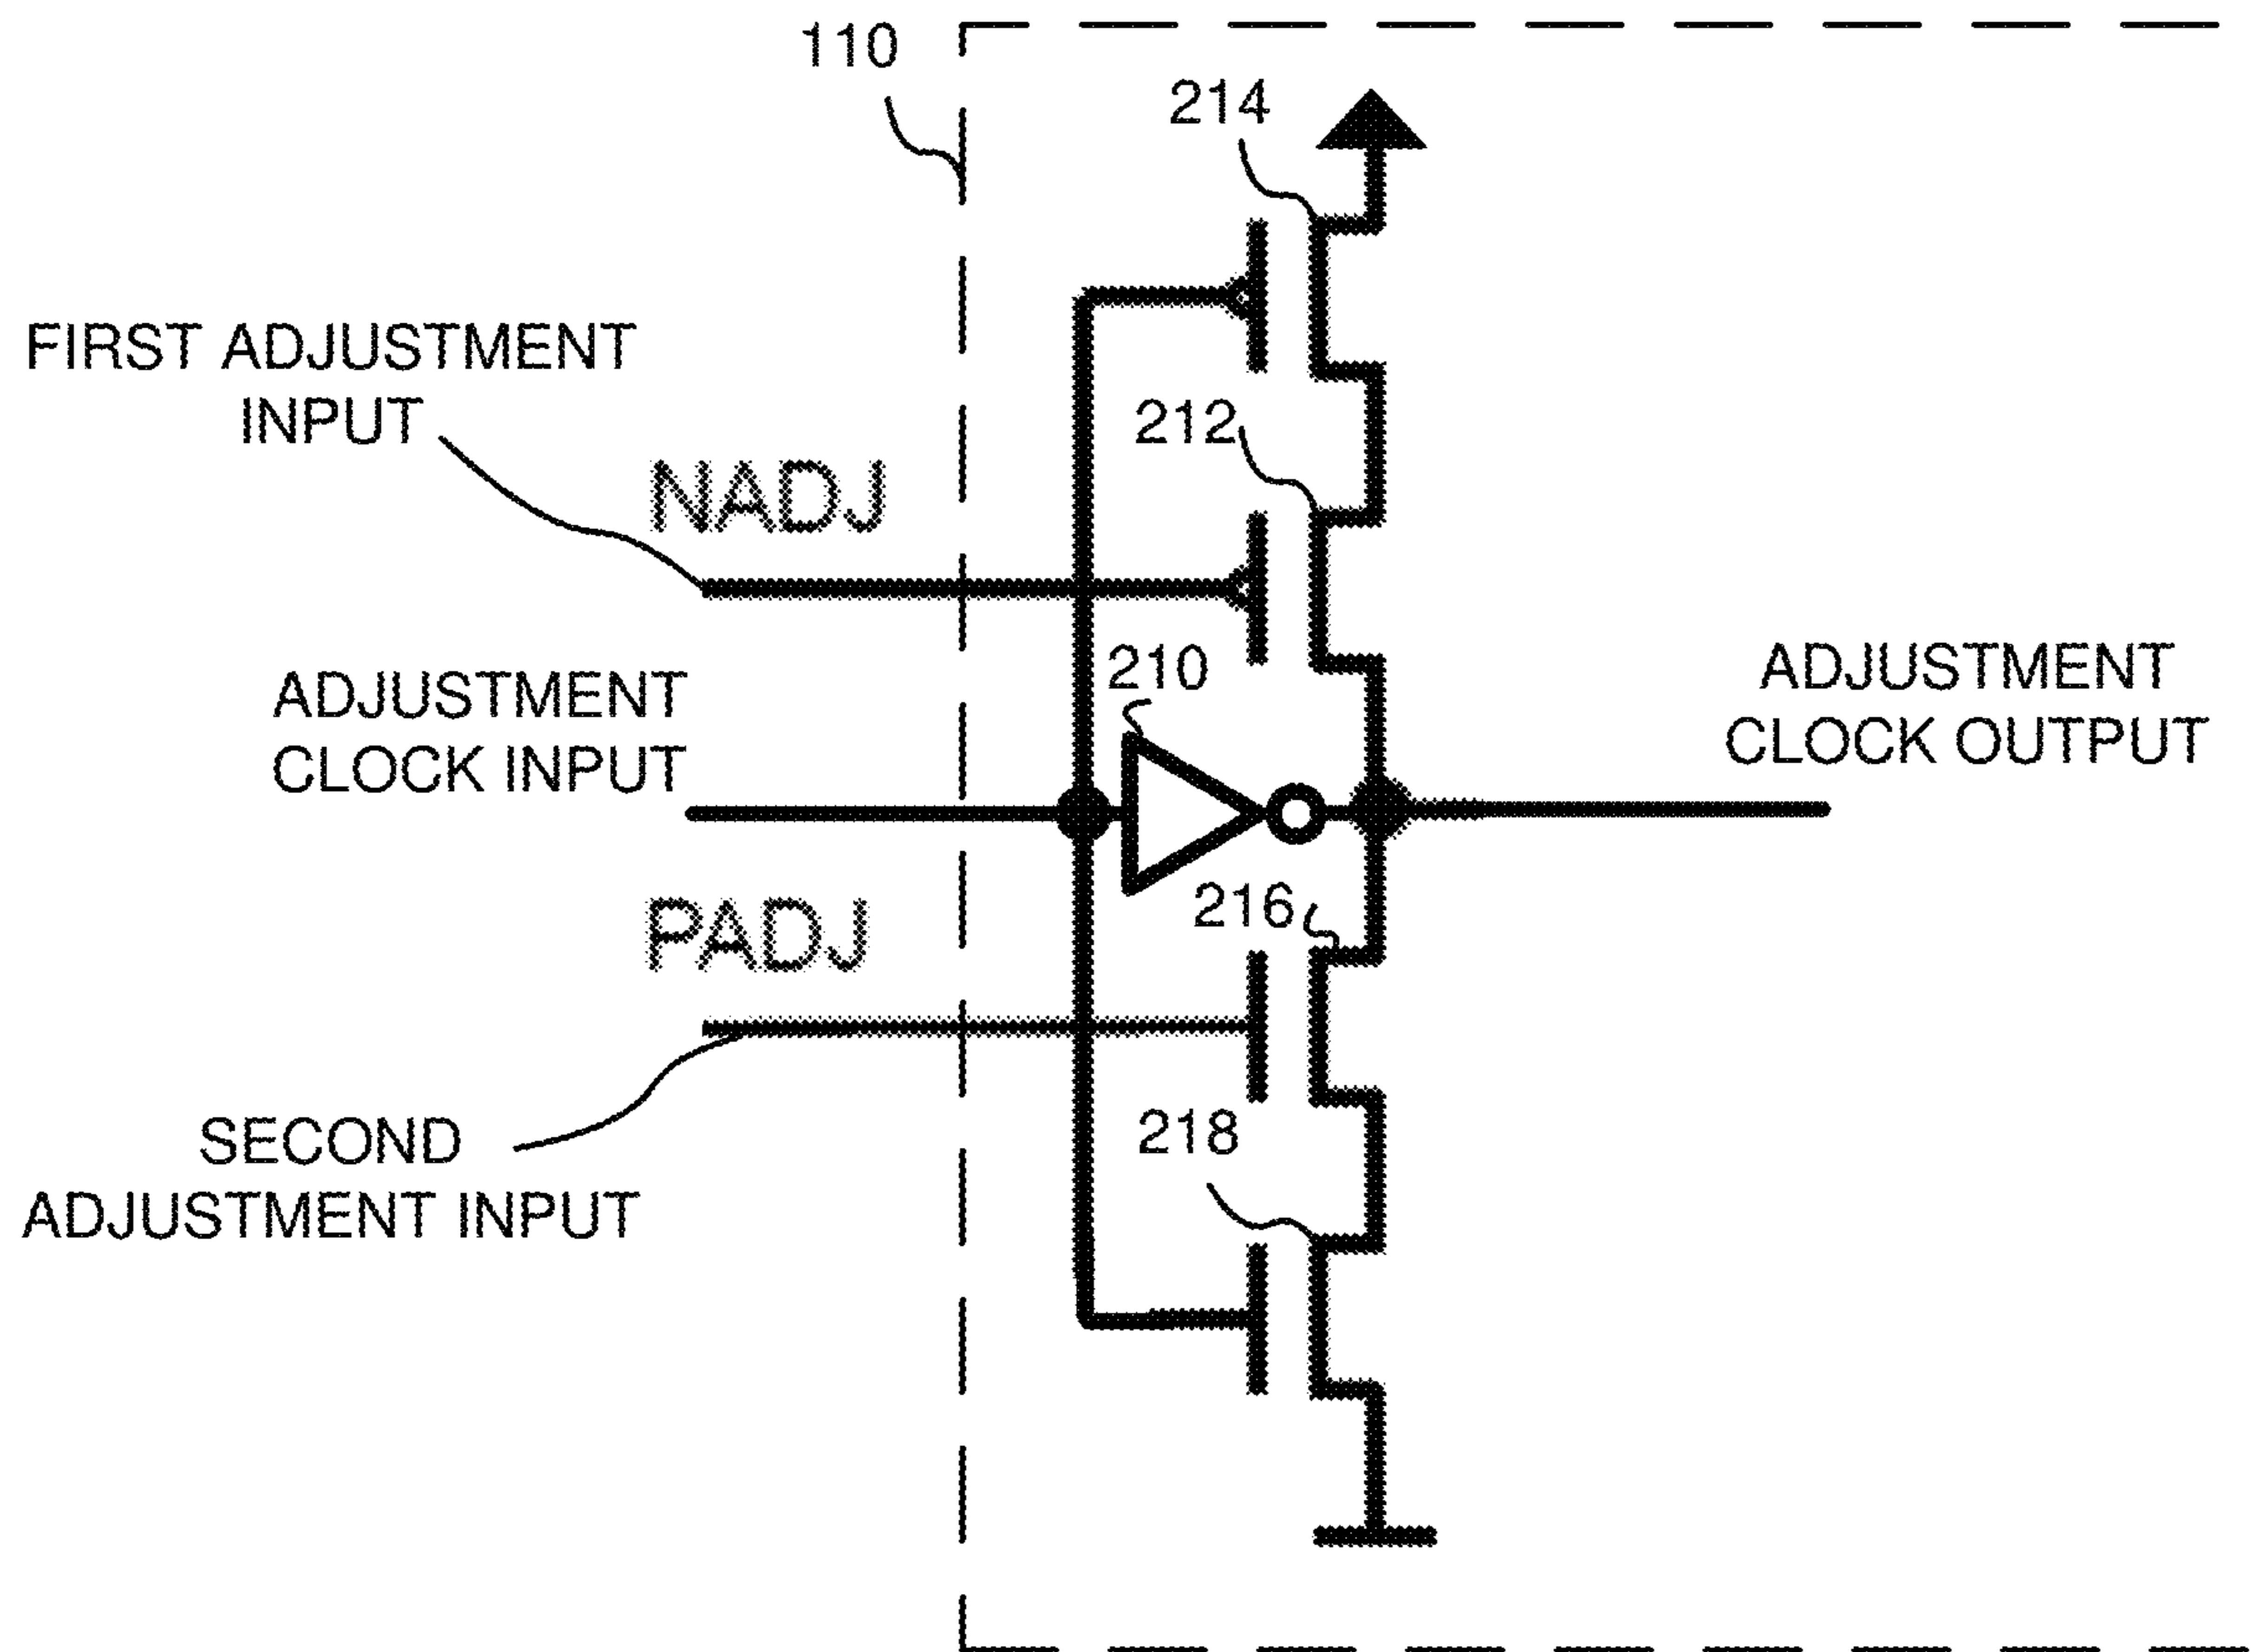 110
214
FIRST ADJUSTMENT
INPUT
212
NADJ
210
ADJUSTMENT
CLOCK INPUT
ADJUSTMENT
CLOCK OUTPUT
216
PADJ
218
SECOND
ADJUSTMENT INPUT